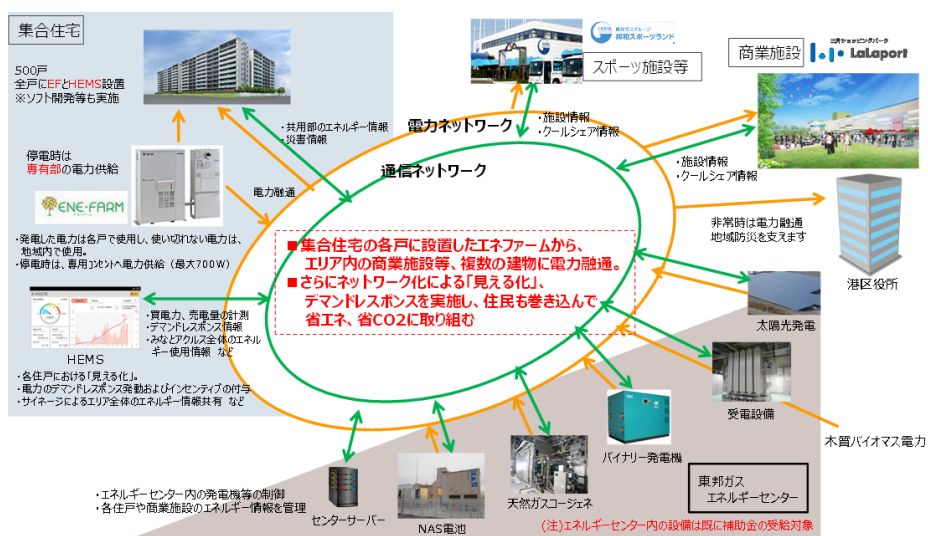 集合住宅
500戸
全戸にEFとHEMS設置
※ソフト開発等も実施
停電時は
専有部の電力供給
ENE・FARM
・発電した電力は各戸で使用し、使い切れない電力は、
地域内で使用。
・停電時は、専用ｺﾝｾﾝﾄへ電力供給（最大700W）
HEMS
・各住戸における「見える化」。
・電力のデマンドレスポンス発動およびインセンティブの付与
・サイネージによるエリア全体のエネルギー情報共有 など
・買電力、売電量の計測
・デマンドレスポンス情報
・みなとアクルス全体のエネル
ギー使用情報 など
・共用部のエネルギー情報
・災害情報
電力融通
電力ネットワーク
通信ネットワーク
東邦ガスグループ
邦和スポーツランド
スポーツ施設等
・施設情報
・クールシェア情報
商業施設
三井ショッピングパーク
LaLaport
・施設情報
・クールシェア情報
非常時は電力融通
地域防災を支えます
港区役所
■集合住宅の各戸に設置したエネファームから、
エリア内の商業施設等、複数の建物に電力融通。
■さらにネットワーク化による「見える化」、
デマンドレスポンスを実施し、住民も巻き込んで
省エネ、省CO2に取り組む
太陽光発電
受電設備
木質バイオマス電力
バイナリー発電機
天然ガスコージェネ
NAS電池
センターサーバー
・エネルギーセンター内の発電機等の制御
・各住戸や商業施設のエネルギー情報を管理
東邦ガス
エネルギーセンター
(注)エネルギーセンター内の設備は既に補助金の受給対象